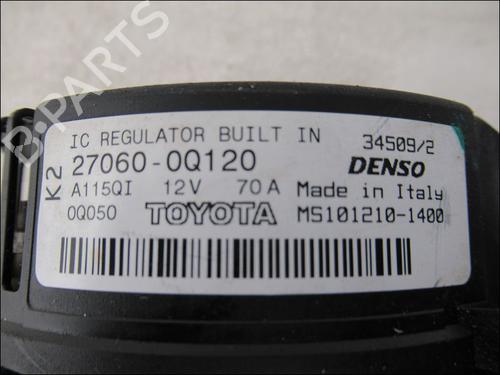 B-PARTS
IC REGULATOR BUILT IN 34509/2
K2 27060-0Q120 DENSO
A115QI 12V 70A Made in Italy
0Q050 TOYOTA MS101210-1400